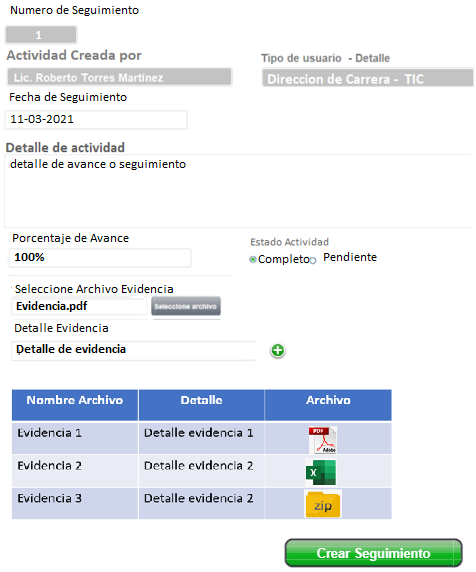 Numero de Seguimiento
1
Actividad Creada por
Tipo de usuario - Detalle
Lic. Roberto Torres Martínez
Direccion de Carrera - TIC
Fecha de Seguimiento
11-03-2021
Detalle de actividad
detalle de avance o seguimiento
Porcentaje de Avance
Estado Actividad
100%
Completo Pendiente
Seleccione Archivo Evidencia
Evidencia.pdf Seleccione archivo
Detalle Evidencia
Detalle de evidencia
Nombre Archivo Detalle Archivo
Evidencia 1 Detalle evidencia 1 PDF Adobe
Evidencia 2 Detalle evidencia 2 X
Evidencia 3 Detalle evidencia 2 zip
Crear Seguimiento